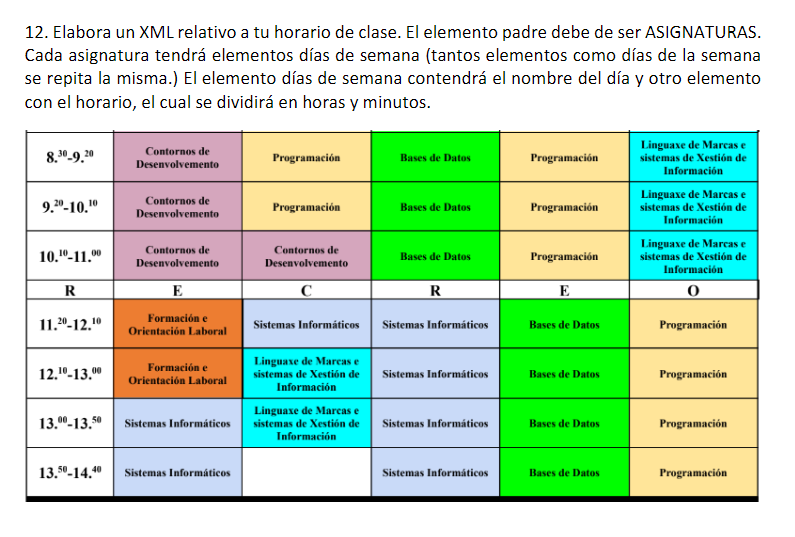 12. Elabora un XML relativo a tu horario de clase. El elemento padre debe de ser ASIGNATURAS.
Cada asignatura tendrá elementos días de semana (tantos elementos como días de la semana
se repita la misma.) El elemento días de semana contendrá el nombre del día y otro elemento
con el horario, el cual se dividirá en horas y minutos.
8.30-9.20
Contornos de
Desenvolvemento
Programación
Bases de Datos
Programación
Linguaxe de Marcas e
sistemas de Xestión de
Información
9.20-10.10
Contornos de
Desenvolvemento
Programación
Bases de Datos
Programación
Linguaxe de Marcas e
sistemas de Xestión de
Información
10.10-11.00
Contornos de
Desenvolvemento
Contornos de
Desenvolvemento
Bases de Datos
Programación
Linguaxe de Marcas e
sistemas de Xestión de
Información
R E C R E O
11.20-12.10
Formación e
Orientación Laboral
Sistemas Informáticos
Sistemas Informáticos
Bases de Datos
Programación
12.10-13.00
Formación e
Orientación Laboral
Linguaxe de Marcas e
sistemas de Xestión de
Información
Sistemas Informáticos
Bases de Datos
Programación
13.00-13.50
Sistemas Informáticos
Linguaxe de Marcas e
sistemas de Xestión de
Información
Sistemas Informáticos
Bases de Datos
Programación
13.50-14.40
Sistemas Informáticos
Sistemas Informáticos
Bases de Datos
Programación